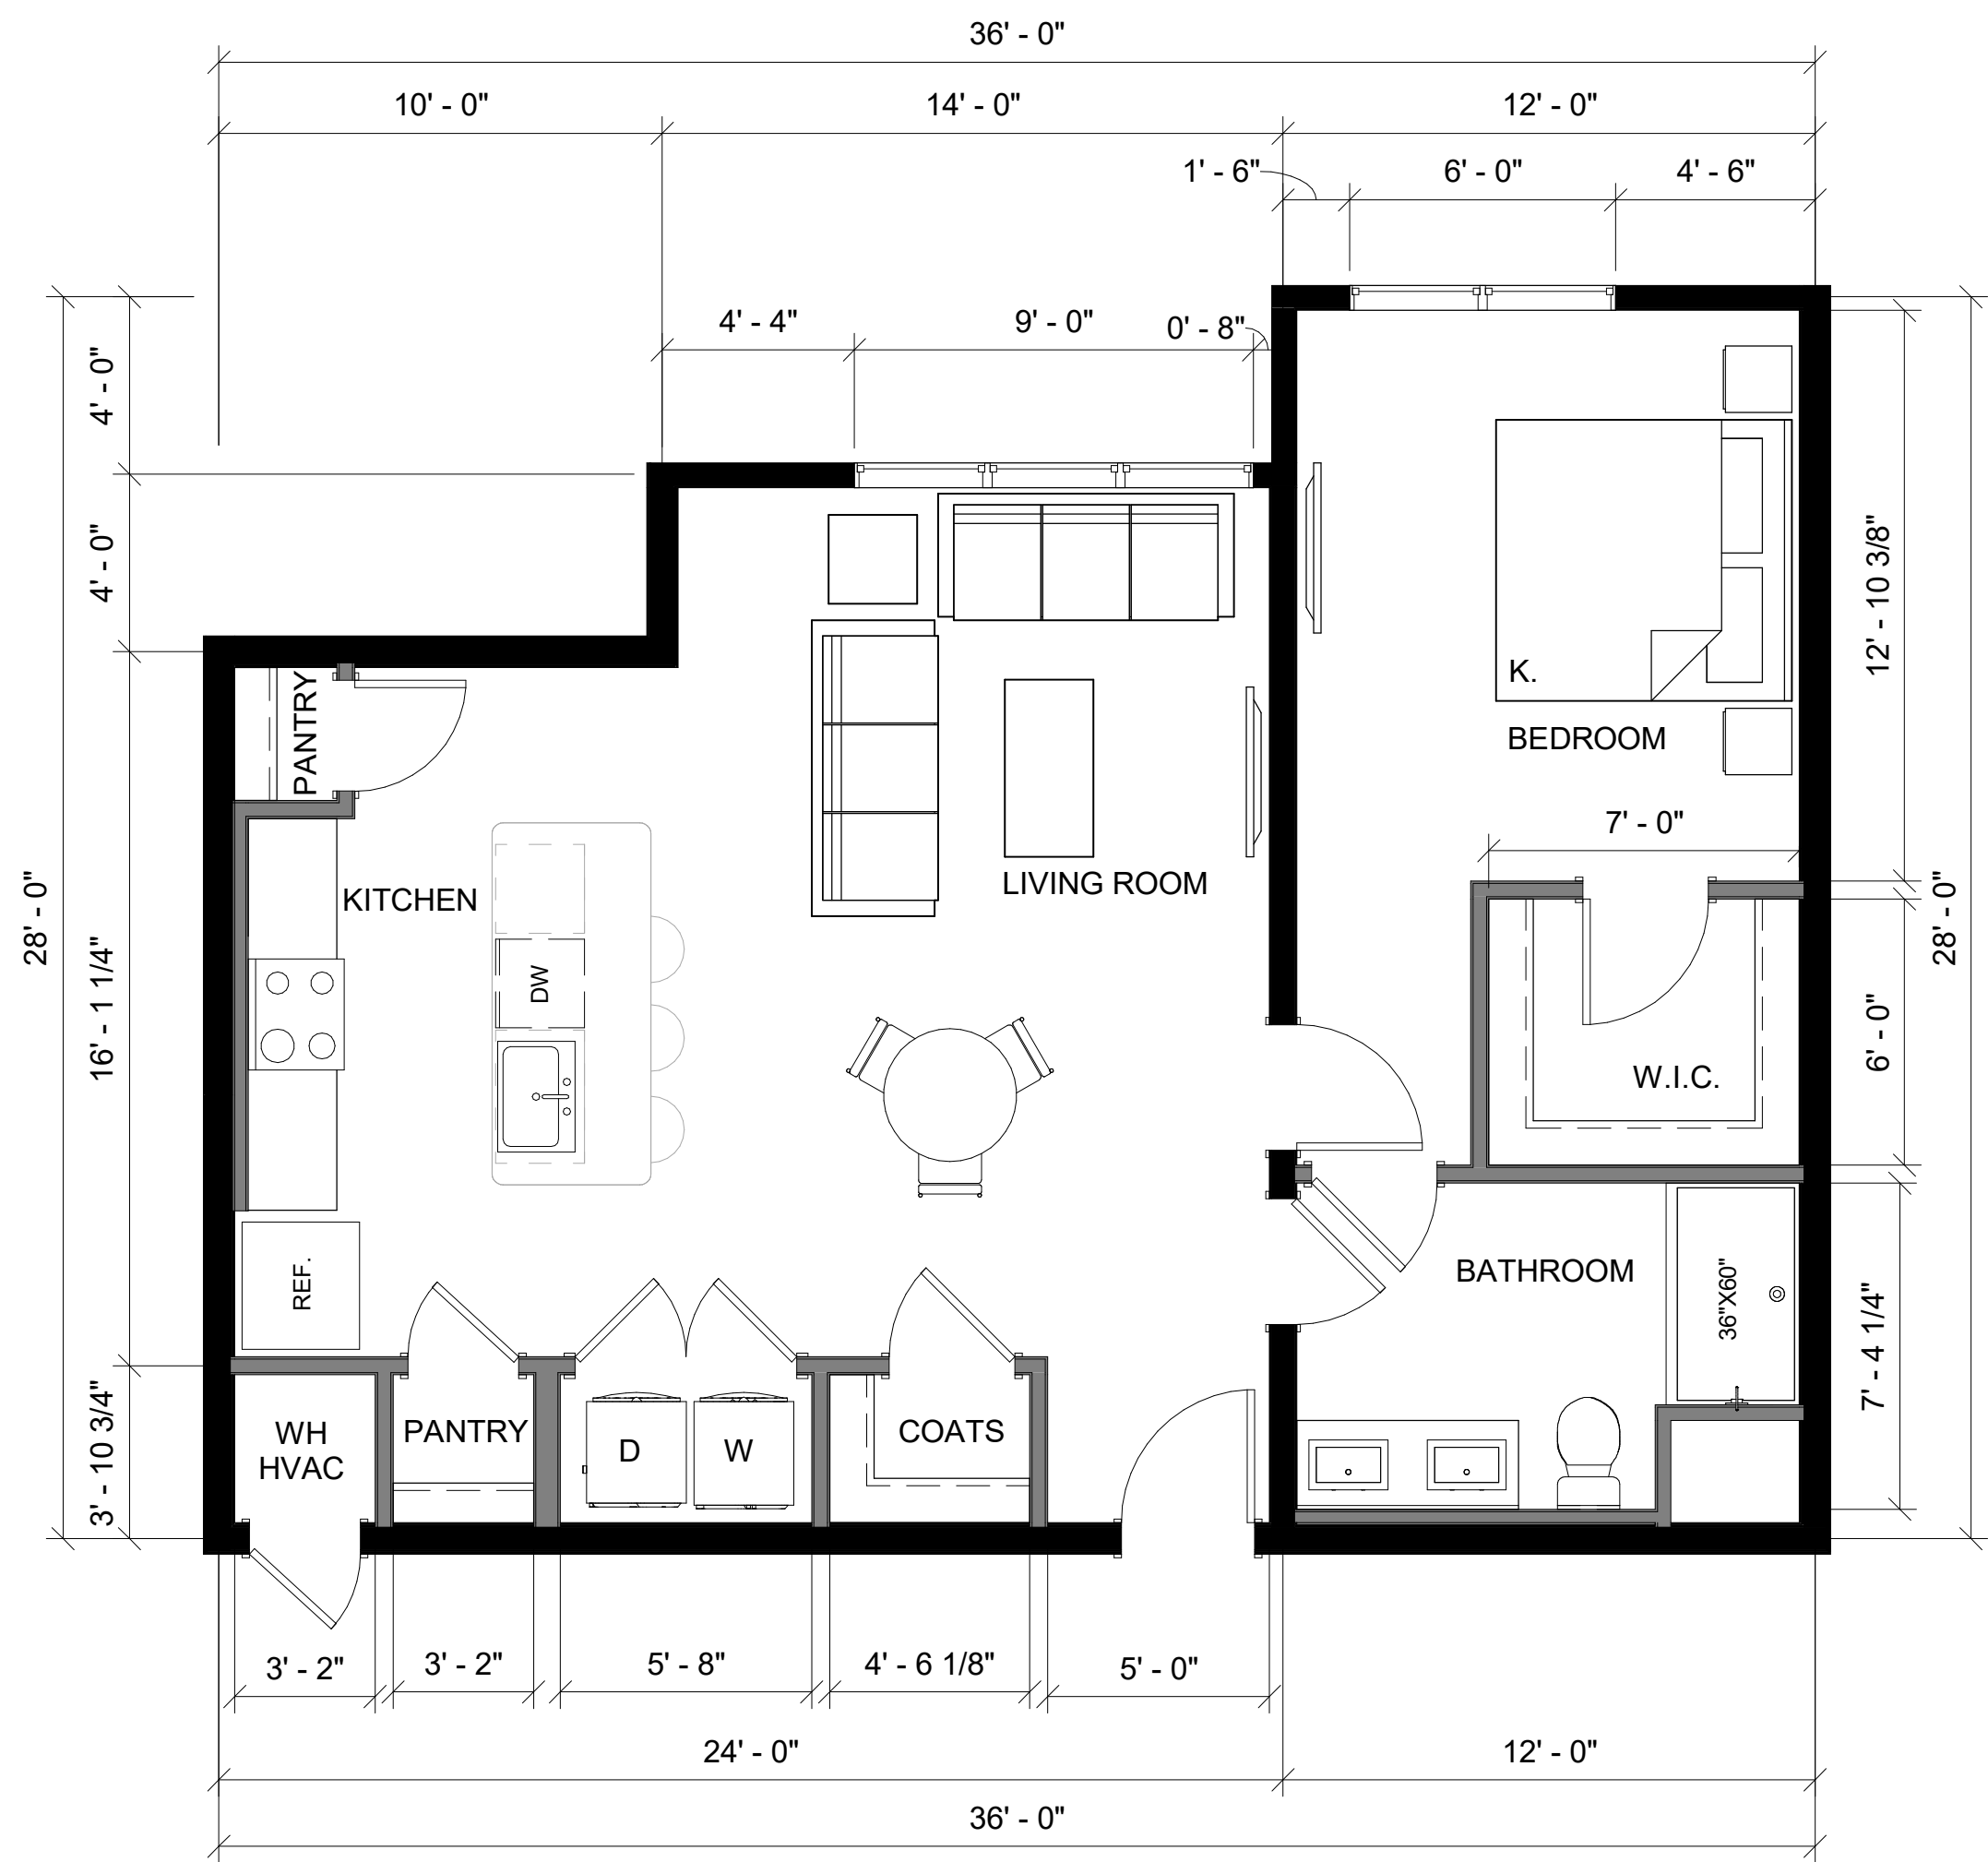 36' - 0"
10' - 0"
14' - 0"
12' - 0"
1' - 6"
6' - 0"
4' - 6"
4' - 4"
9' - 0"
0' - 8"
4' - 0"
4' - 0"
28' - 0"
16' - 1 1/4"
3' - 10 3/4"
PANTRY
KITCHEN
DW
REF.
LIVING ROOM
K.
BEDROOM
7' - 0"
W.I.C.
BATHROOM
36"X60"
12' - 10 3/8"
28' - 0"
6' - 0"
7' - 4 1/4"
WH
HVAC
PANTRY
D
W
COATS
3' - 2"
3' - 2"
5' - 8"
4' - 6 1/8"
5' - 0"
24' - 0"
12' - 0"
36' - 0"